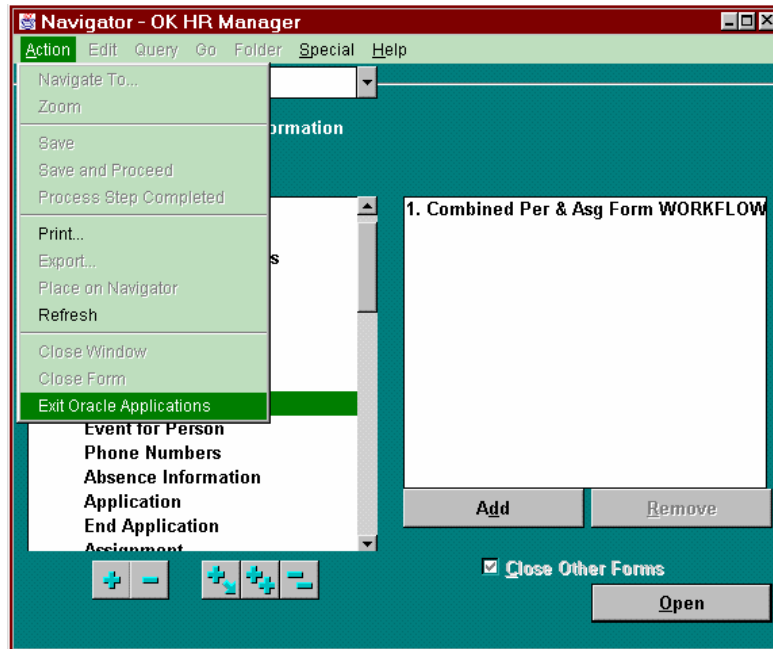 Navigator - OK HR Manager
Action Edit Query Go Folder Special Help
Navigate To...
Zoom
Save
Save and Proceed
Process Step Completed
Print...
Export...
Place on Navigator
Refresh
Close Window
Close Form
Exit Oracle Applications
Event for Person
Phone Numbers
Absence Information
Application
End Application
Assignment
1. Combined Per & Asg Form WORKFLOW
Add Remove
Close Other Forms
Open